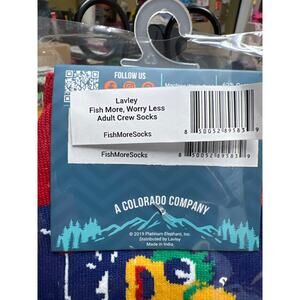 FOLLOW US
Lavley
Fish More, Worry Less
Adult Crew Socks
FishMoreSocks
8 50052 89583 9
FishMoreSocks
8 50052 89583 9
A COLORADO COMPANY
© 2019 Platinum Elephant, Inc.
Distributed by Lavley
Made in India